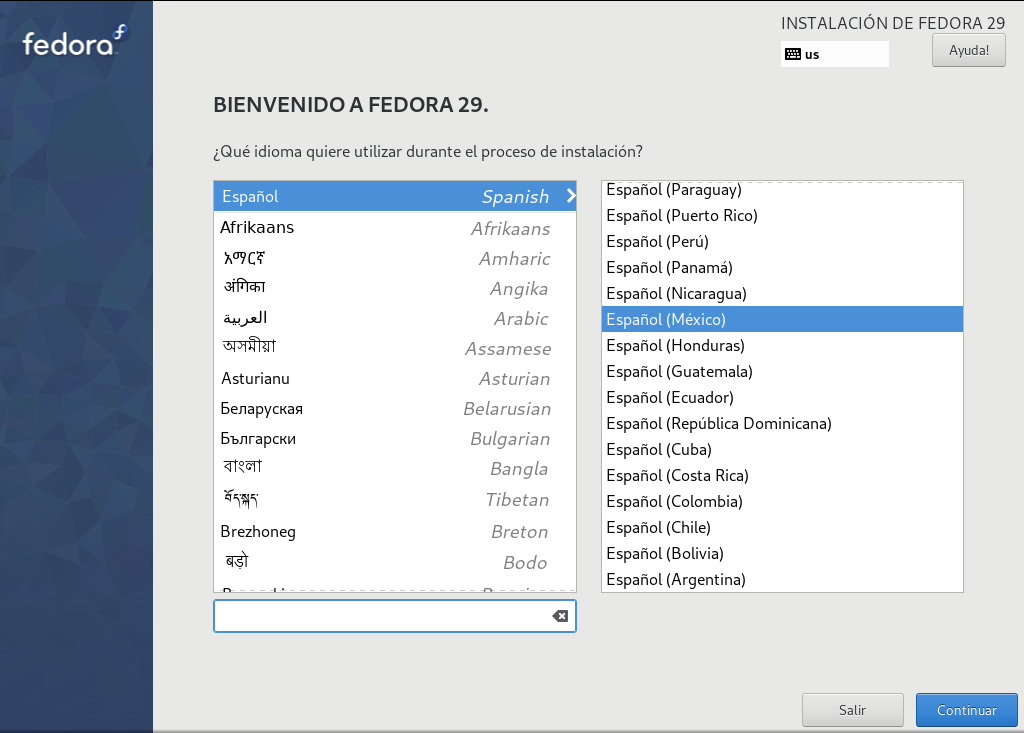 fedora
INSTALACIÓN DE FEDORA 29
us
Ayuda!
BIENVENIDO A FEDORA 29.
¿Qué idioma quiere utilizar durante el proceso de instalación?
Español Spanish
Afrikaans Afrikaans
አማርኛ Amharic
अंगिका Angika
العربية Arabic
অসমীয়া Assamese
Asturianu Asturian
Беларуская Belarusian
Български Bulgarian
বাংলা Bangla
བོད་སྐད་ Tibetan
Brezhoneg Breton
बड़ो Bodo
Español (Paraguay)
Español (Puerto Rico)
Español (Perú)
Español (Panamá)
Español (Nicaragua)
Español (México)
Español (Honduras)
Español (Guatemala)
Español (Ecuador)
Español (República Dominicana)
Español (Cuba)
Español (Costa Rica)
Español (Colombia)
Español (Chile)
Español (Bolivia)
Español (Argentina)
Salir
Continuar